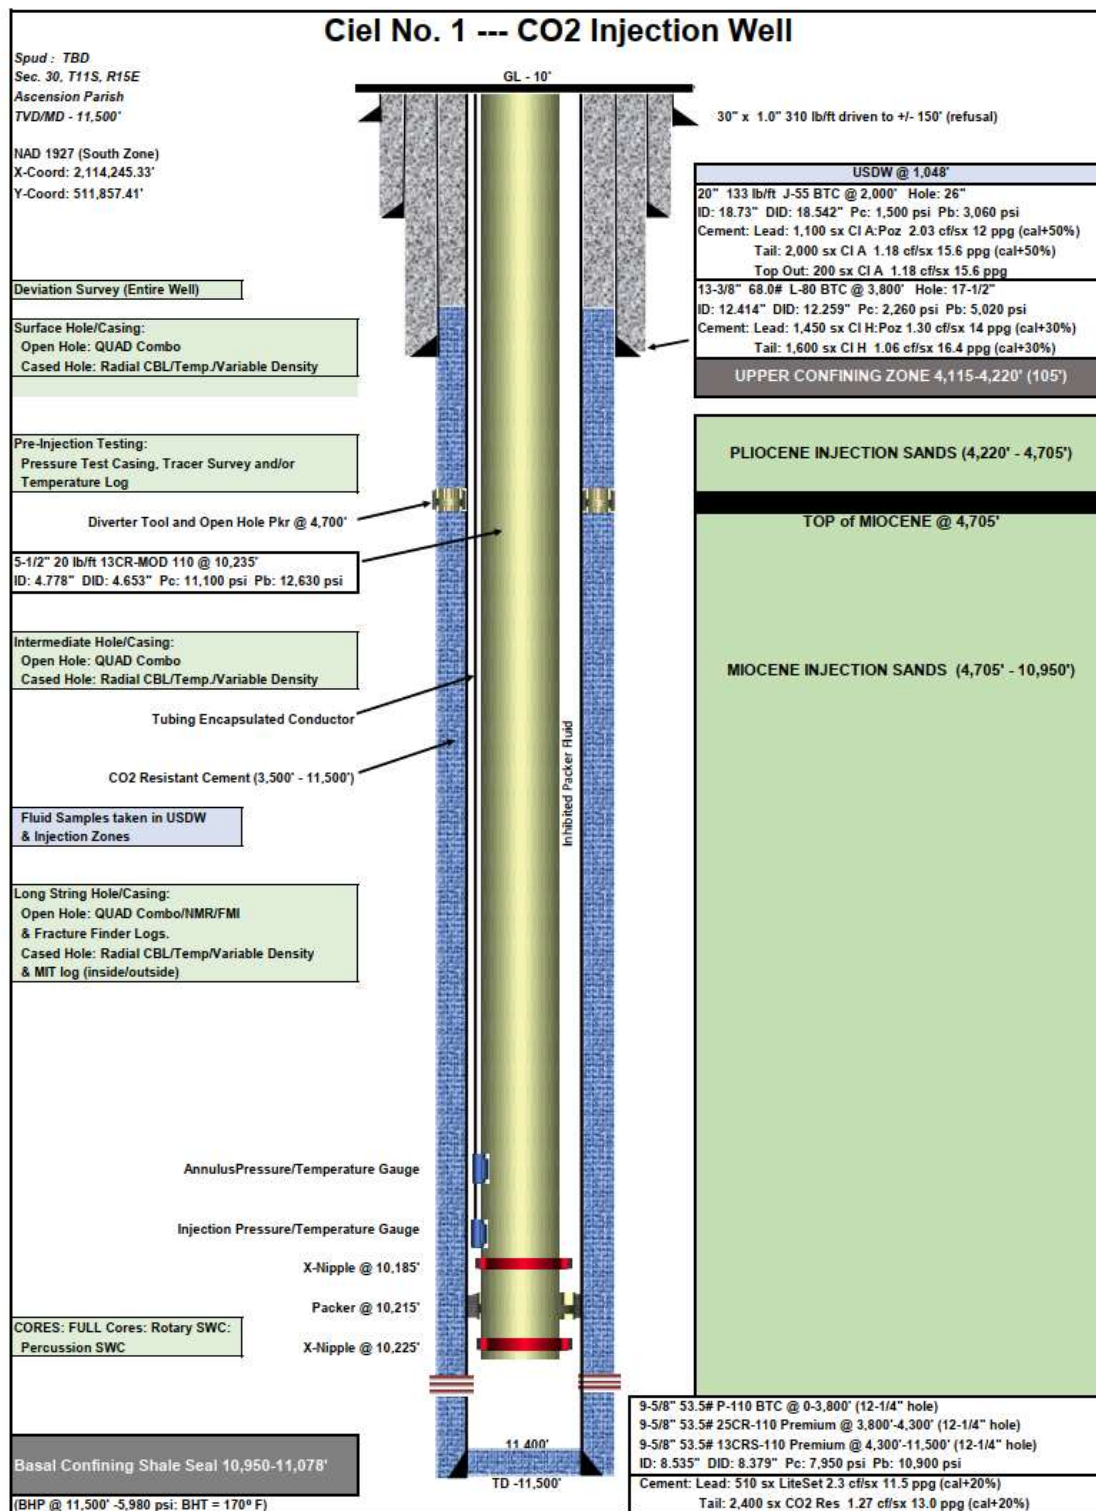 Ciel No. 1 --- CO2 Injection Well
Spud : TBD
Sec. 30, T11S, R15E
Ascension Parish
TVD/MD - 11,500'
NAD 1927 (South Zone)
X-Coord: 2,114,245.33'
Y-Coord: 511,857.41'
GL - 10'
30" x 1.0" 310 lb/ft driven to +/- 150' (refusal)
USDW @ 1,048'
20" 133 lb/ft J-55 BTC @ 2,000' Hole: 26"
ID: 18.73" DID: 18.542" Pc: 1,500 psi Pb: 3,060 psi
Cement: Lead: 1,100 sx Cl A:Poz 2.03 cf/sx 12 ppg (cal+50%)
Tail: 2,000 sx Cl A 1.18 cf/sx 15.6 ppg (cal+50%)
Top Out: 200 sx Cl A 1.18 cf/sx 15.6 ppg
13-3/8" 68.0# L-80 BTC @ 3,800' Hole: 17-1/2"
ID: 12.414" DID: 12.259" Pc: 2,260 psi Pb: 5,020 psi
Cement: Lead: 1,450 sx Cl H:Poz 1.30 cf/sx 14 ppg (cal+30%)
Tail: 1,600 sx Cl H 1.06 cf/sx 16.4 ppg (cal+30%)
UPPER CONFINING ZONE 4,115-4,220' (105')
PLIOCENE INJECTION SANDS (4,220' - 4,705')
TOP of MIOCENE @ 4,705'
MIOCENE INJECTION SANDS (4,705' - 10,950')
Deviation Survey (Entire Well)
Surface Hole/Casing:
Open Hole: QUAD Combo
Cased Hole: Radial CBL/Temp./Variable Density
Pre-Injection Testing:
Pressure Test Casing, Tracer Survey and/or
Temperature Log
Diverter Tool and Open Hole Pkr @ 4,700'
5-1/2" 20 lb/ft 13CR-MOD 110 @ 10,235'
ID: 4.778" DID: 4.653" Pc: 11,100 psi Pb: 12,630 psi
Intermediate Hole/Casing:
Open Hole: QUAD Combo
Cased Hole: Radial CBL/Temp./Variable Density
Tubing Encapsulated Conductor
CO2 Resistant Cement (3,500' - 11,500')
Inhibited Packer Fluid
Fluid Samples taken in USDW
& Injection Zones
Long String Hole/Casing:
Open Hole: QUAD Combo/NMR/FMI
& Fracture Finder Logs.
Cased Hole: Radial CBL/Temp/Variable Density
& MIT log (inside/outside)
AnnulusPressure/Temperature Gauge
Injection Pressure/Temperature Gauge
X-Nipple @ 10,185'
Packer @ 10,215'
CORES: FULL Cores: Rotary SWC:
Percussion SWC
X-Nipple @ 10,225'
9-5/8" 53.5# P-110 BTC @ 0-3,800' (12-1/4" hole)
9-5/8" 53.5# 25CR-110 Premium @ 3,800'-4,300' (12-1/4" hole)
9-5/8" 53.5# 13CRS-110 Premium @ 4,300'-11,500' (12-1/4" hole)
ID: 8.535" DID: 8.379" Pc: 7,950 psi Pb: 10,900 psi
Cement: Lead: 510 sx LiteSet 2.3 cf/sx 11.5 ppg (cal+20%)
Tail: 2,400 sx CO2 Res 1.27 cf/sx 13.0 ppg (cal+20%)
11,400'
TD -11,500'
Basal Confining Shale Seal 10,950-11,078'
(BHP @ 11,500' -5,980 psi: BHT = 170º F)